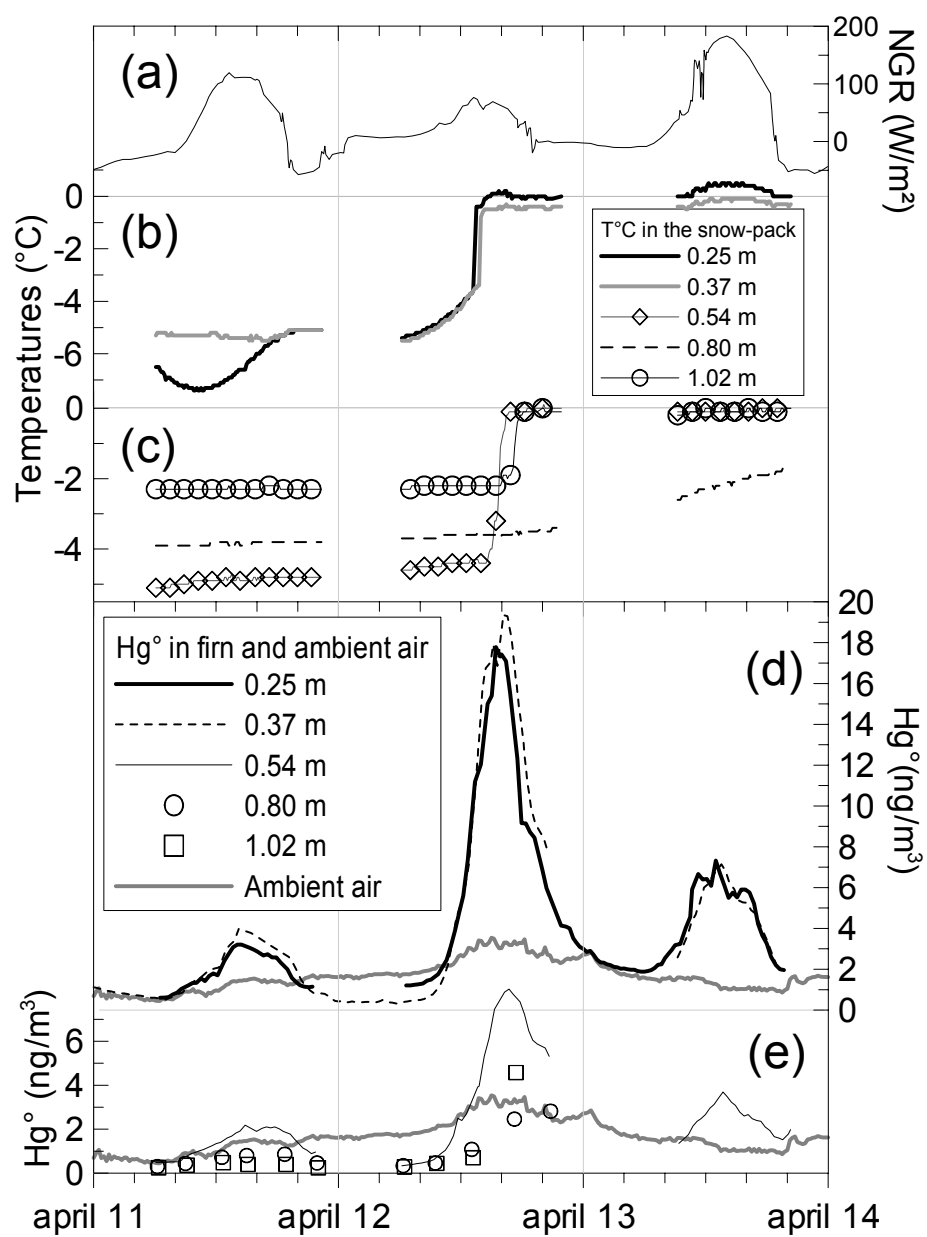 200
(a)
100
0
NGR (W/m²)
0
(b)
-2
-4
-6
Temperatures (°C)
T°C in the snow-pack
0.25 m
0.37 m
0.54 m
0.80 m
1.02 m
0
(c)
-2
-4
20
Hg° in firn and ambient air
0.25 m
0.37 m
0.54 m
0.80 m
1.02 m
Ambient air
(d)
18
16
14
12
10
8
6
4
2
0
Hg°(ng/m³)
(e)
6
4
2
0
Hg° (ng/m³)
april 11 april 12 april 13 april 14